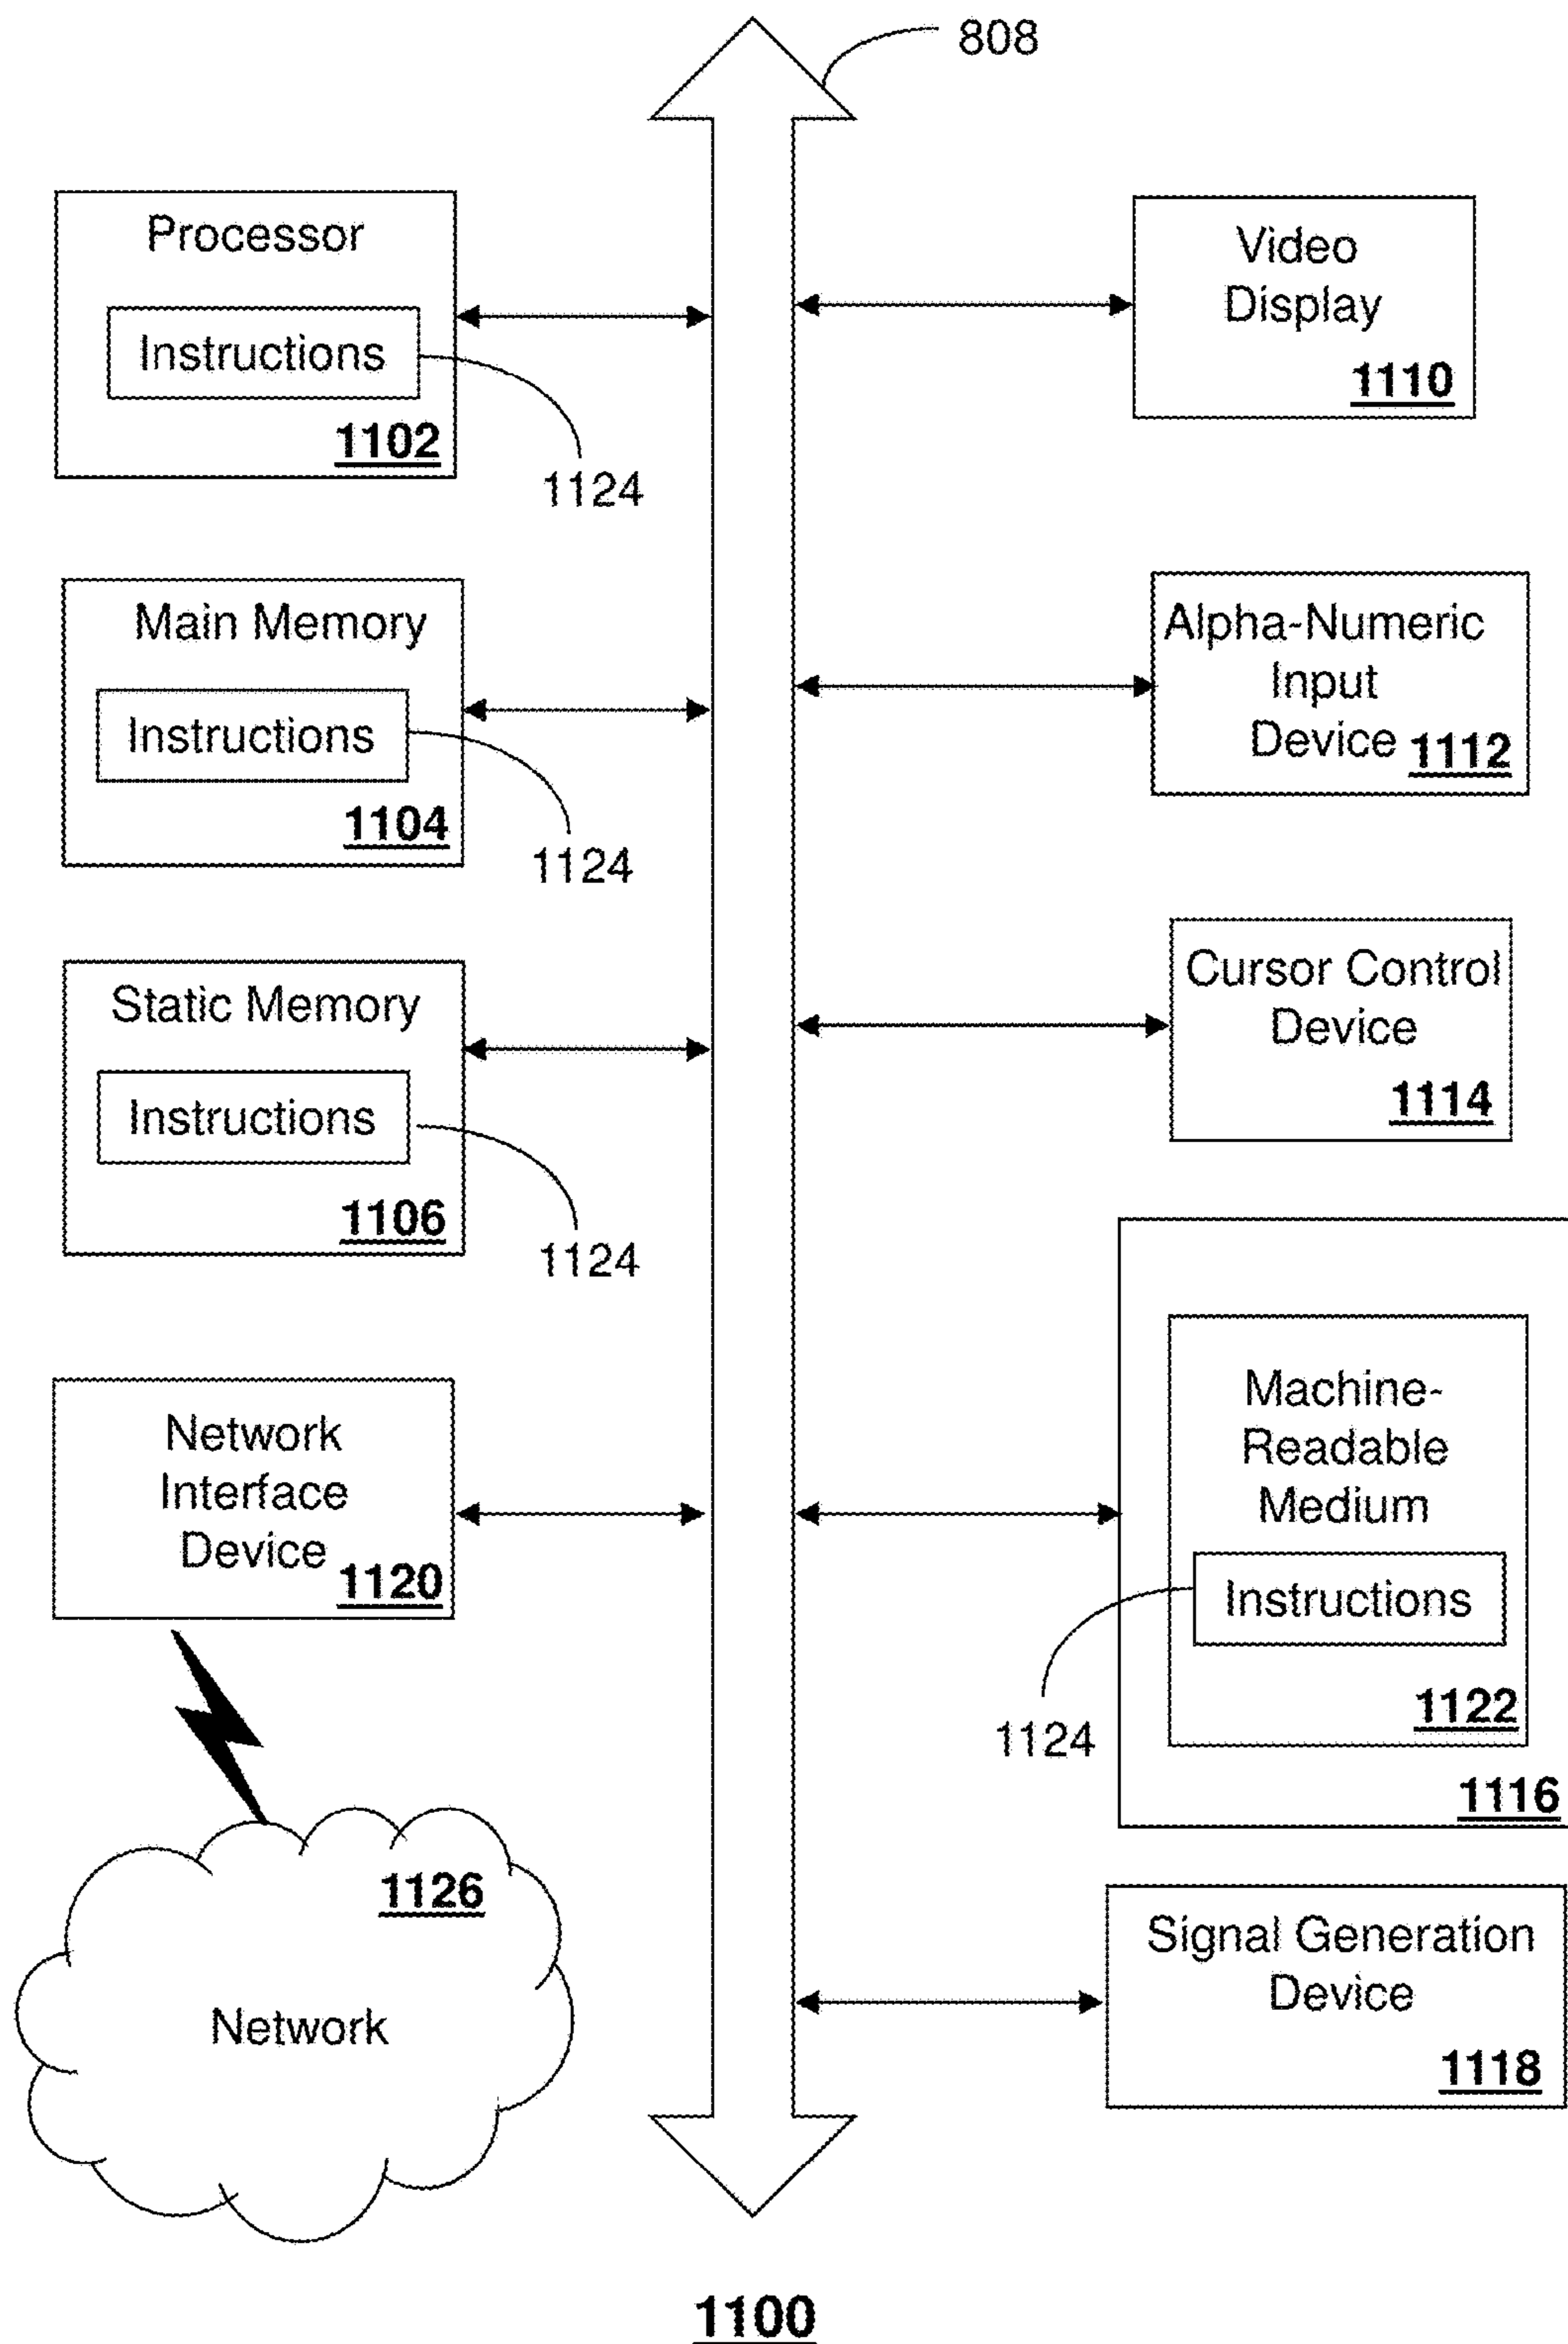 808
Processor
Instructions
1102
1124
Main Memory
Instructions
1104
1124
Static Memory
Instructions
1106
1124
Network
Interface
Device
1120
1126
Network
Video
Display
1110
Alpha-Numeric
Input
Device 1112
Cursor Control
Device
1114
Machine-
Readable
Medium
Instructions
1122
1124
1116
Signal Generation
Device
1118
1100